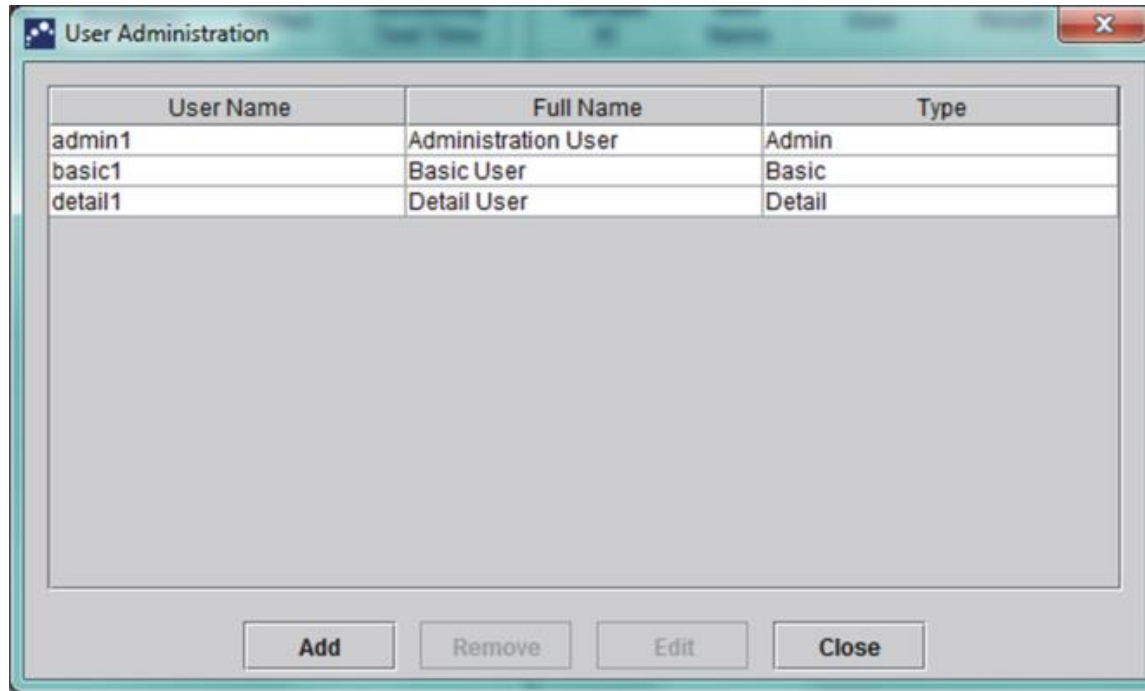 User Administration
User Name Full Name Type
admin1 Administration User Admin
basic1 Basic User Basic
detail1 Detail User Detail
Add Remove Edit Close